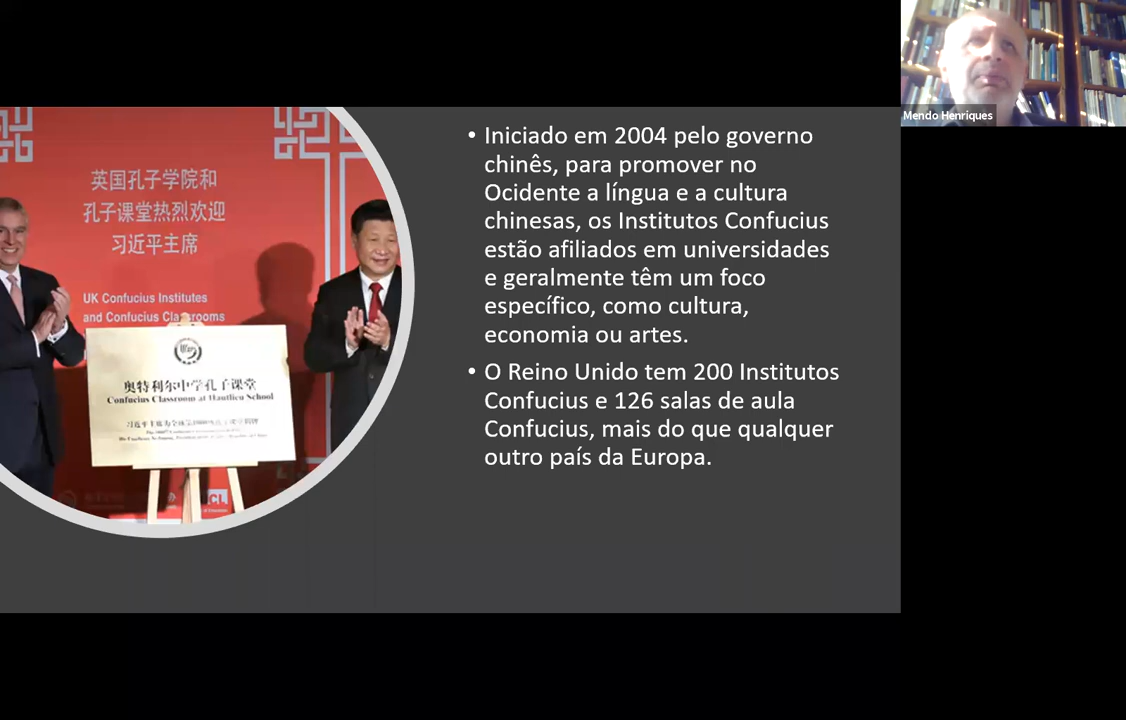 Mendo Henriques
英国孔子学院和
孔子课堂热烈欢迎
习近平主席
UK Confucius Institutes
and Confucius Classrooms
奥特利尔中学孔子课堂
Confucius Classroom at Hautlieu School
• Iniciado em 2004 pelo governo
chinês, para promover no
Ocidente a língua e a cultura
chinesas, os Institutos Confucius
estão afiliados em universidades
e geralmente têm um foco
específico, como cultura,
economia ou artes.
• O Reino Unido tem 200 Institutos
Confucius e 126 salas de aula
Confucius, mais do que qualquer
outro país da Europa.